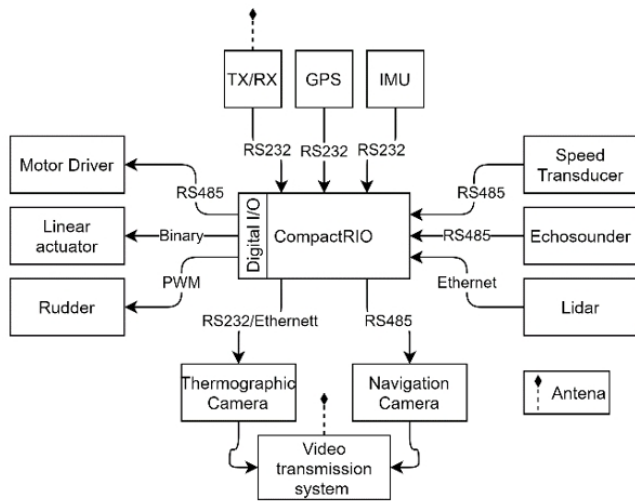 TX/RX
GPS
IMU
RS232
RS232
RS232
Motor Driver
Linear
actuator
Rudder
RS485
Binary
PWM
Digital I/O
CompactRIO
RS485
RS485
Ethernet
Speed
Transducer
Echosounder
Lidar
RS232/Ethernett
RS485
Thermographic
Camera
Navigation
Camera
Video
transmission
system
Antena